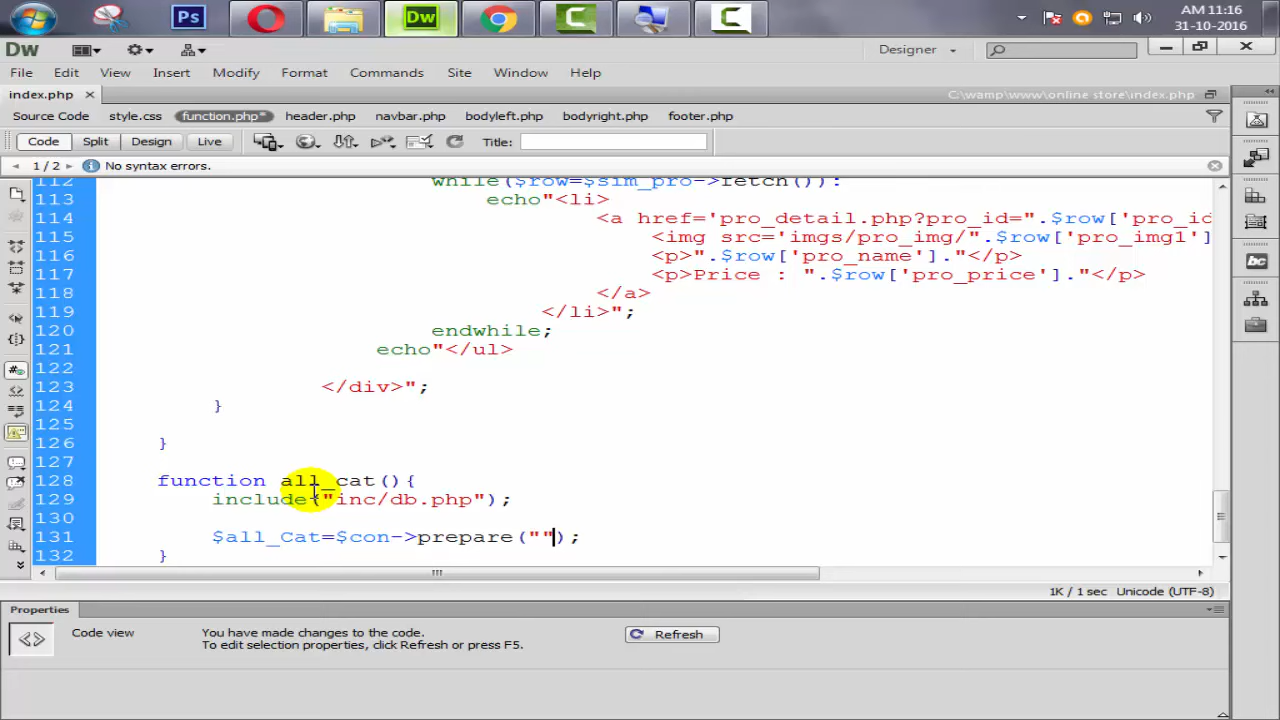 Ps
Dw
AM 11:16
31-10-2016
Dw
Designer
File Edit View Insert Modify Format Commands Site Window Help
index.php × C:\wamp\www\online store\index.php
Source Code style.css function.php* header.php navbar.php bodyleft.php bodyright.php footer.php
Code Split Design Live Title:
1 / 2 No syntax errors.
112 while($row=$sim_pro->fetch()):
113 echo"<li>
114 <a href='pro_detail.php?pro_id=".$row['pro_id
115 <img src='imgs/pro_img/".$row['pro_img1']
116 <p>".$row['pro_name']."</p>
117 <p>Price : ".$row['pro_price']."</p>
118 </a>
119 </li>";
120 endwhile;
121 echo"</ul>
122
123 </div>";
124 }
125
126 }
127
128 function all_cat(){
129 include("inc/db.php");
130
131 $all_Cat=$con->prepare("");
132 }
1K / 1 sec Unicode (UTF-8)
Properties
Code view You have made changes to the code. Refresh
To edit selection properties, click Refresh or press F5.